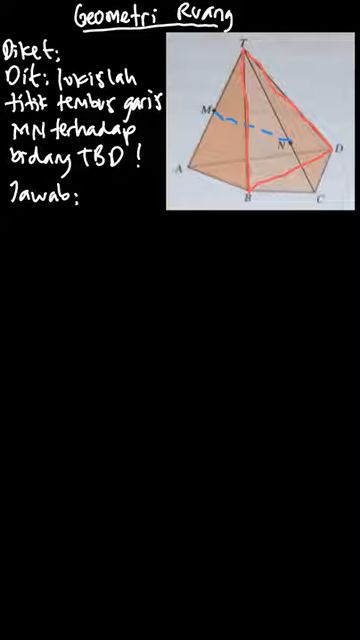 Geometri Ruang
Diket:
Dit: lukislah
titik tembus garis
MN terhadap
bidang TBD !
Jawab:
T
M
N
A
D
B
C